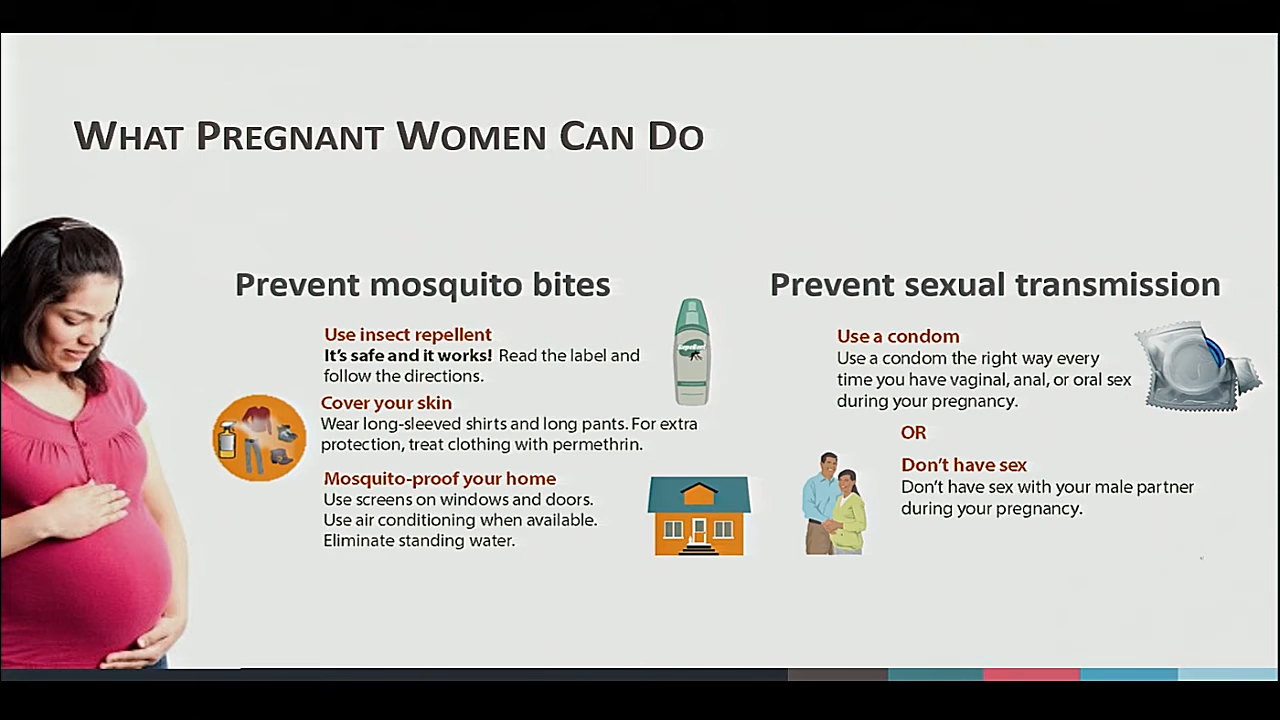 WHAT PREGNANT WOMEN CAN DO
Prevent mosquito bites
Use insect repellent
It's safe and it works! Read the label and
follow the directions.
Cover your skin
Wear long-sleeved shirts and long pants. For extra
protection, treat clothing with permethrin.
Mosquito-proof your home
Use screens on windows and doors.
Use air conditioning when available.
Eliminate standing water.
Prevent sexual transmission
Use a condom
Use a condom the right way every
time you have vaginal, anal, or oral sex
during your pregnancy.
OR
Don't have sex
Don't have sex with your male partner
during your pregnancy.